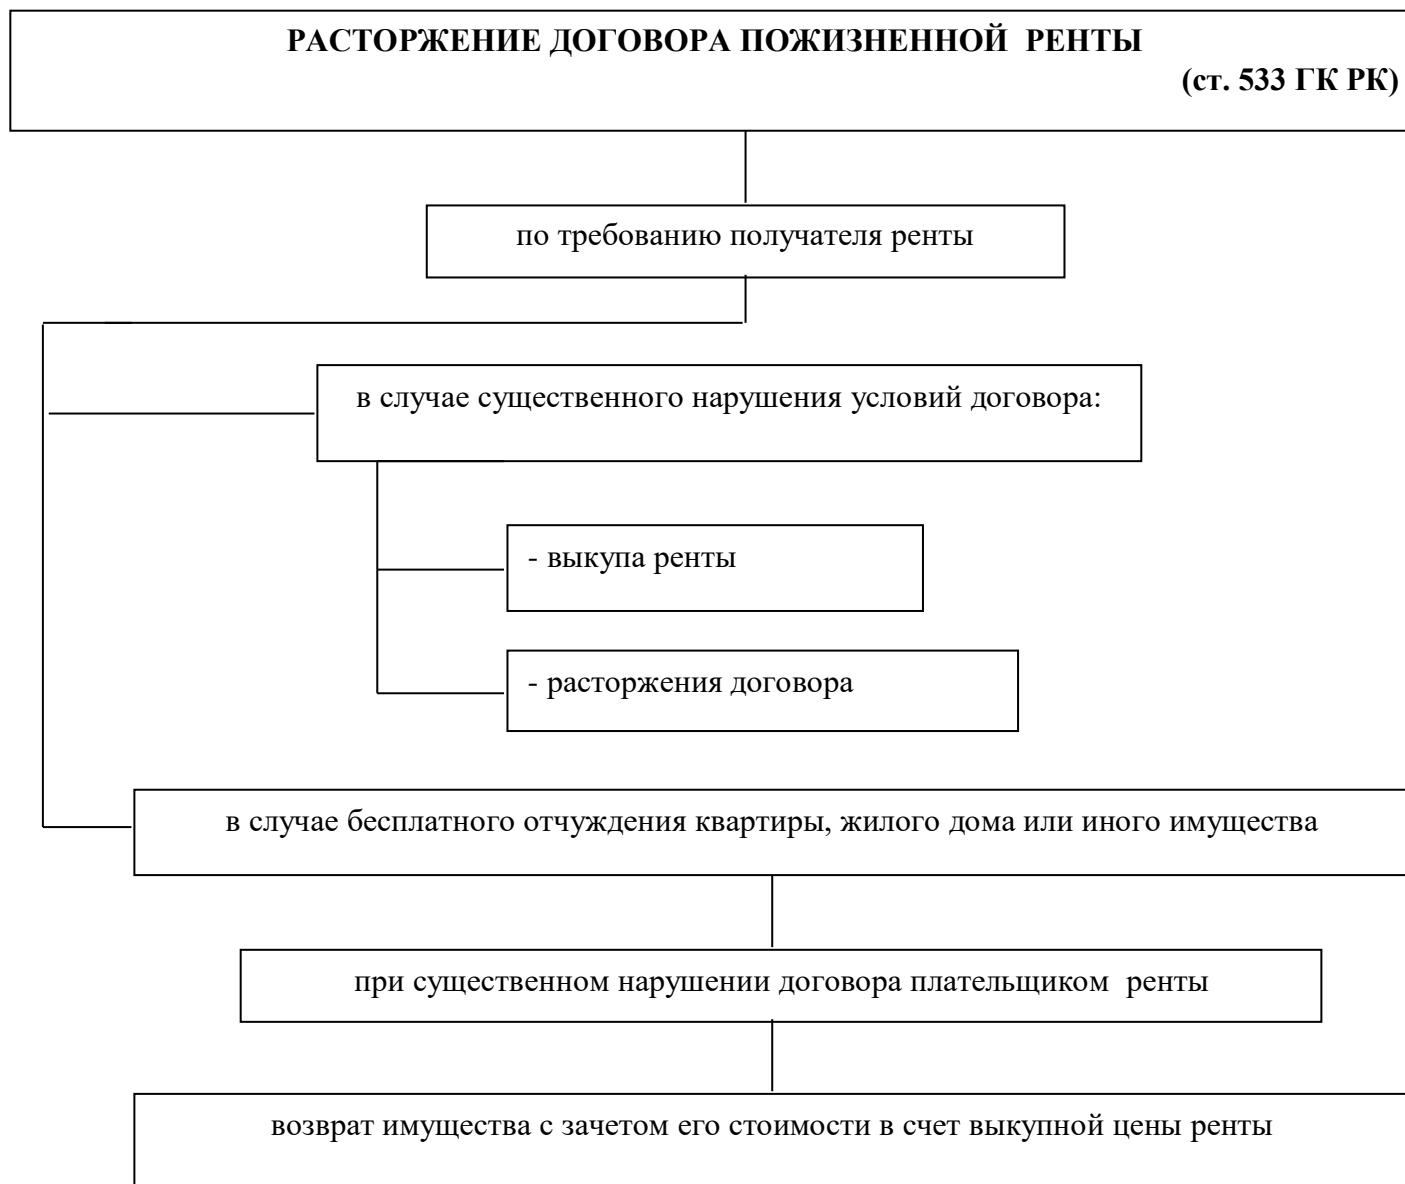 РАСТОРЖЕНИЕ ДОГОВОРА ПОЖИЗНЕННОЙ РЕНТЫ
(ст. 533 ГК РК)
по требованию получателя ренты
в случае существенного нарушения условий договора:
- выкупа ренты
- расторжения договора
в случае бесплатного отчуждения квартиры, жилого дома или иного имущества
при существенном нарушении договора плательщиком ренты
возврат имущества с зачетом его стоимости в счет выкупной цены ренты